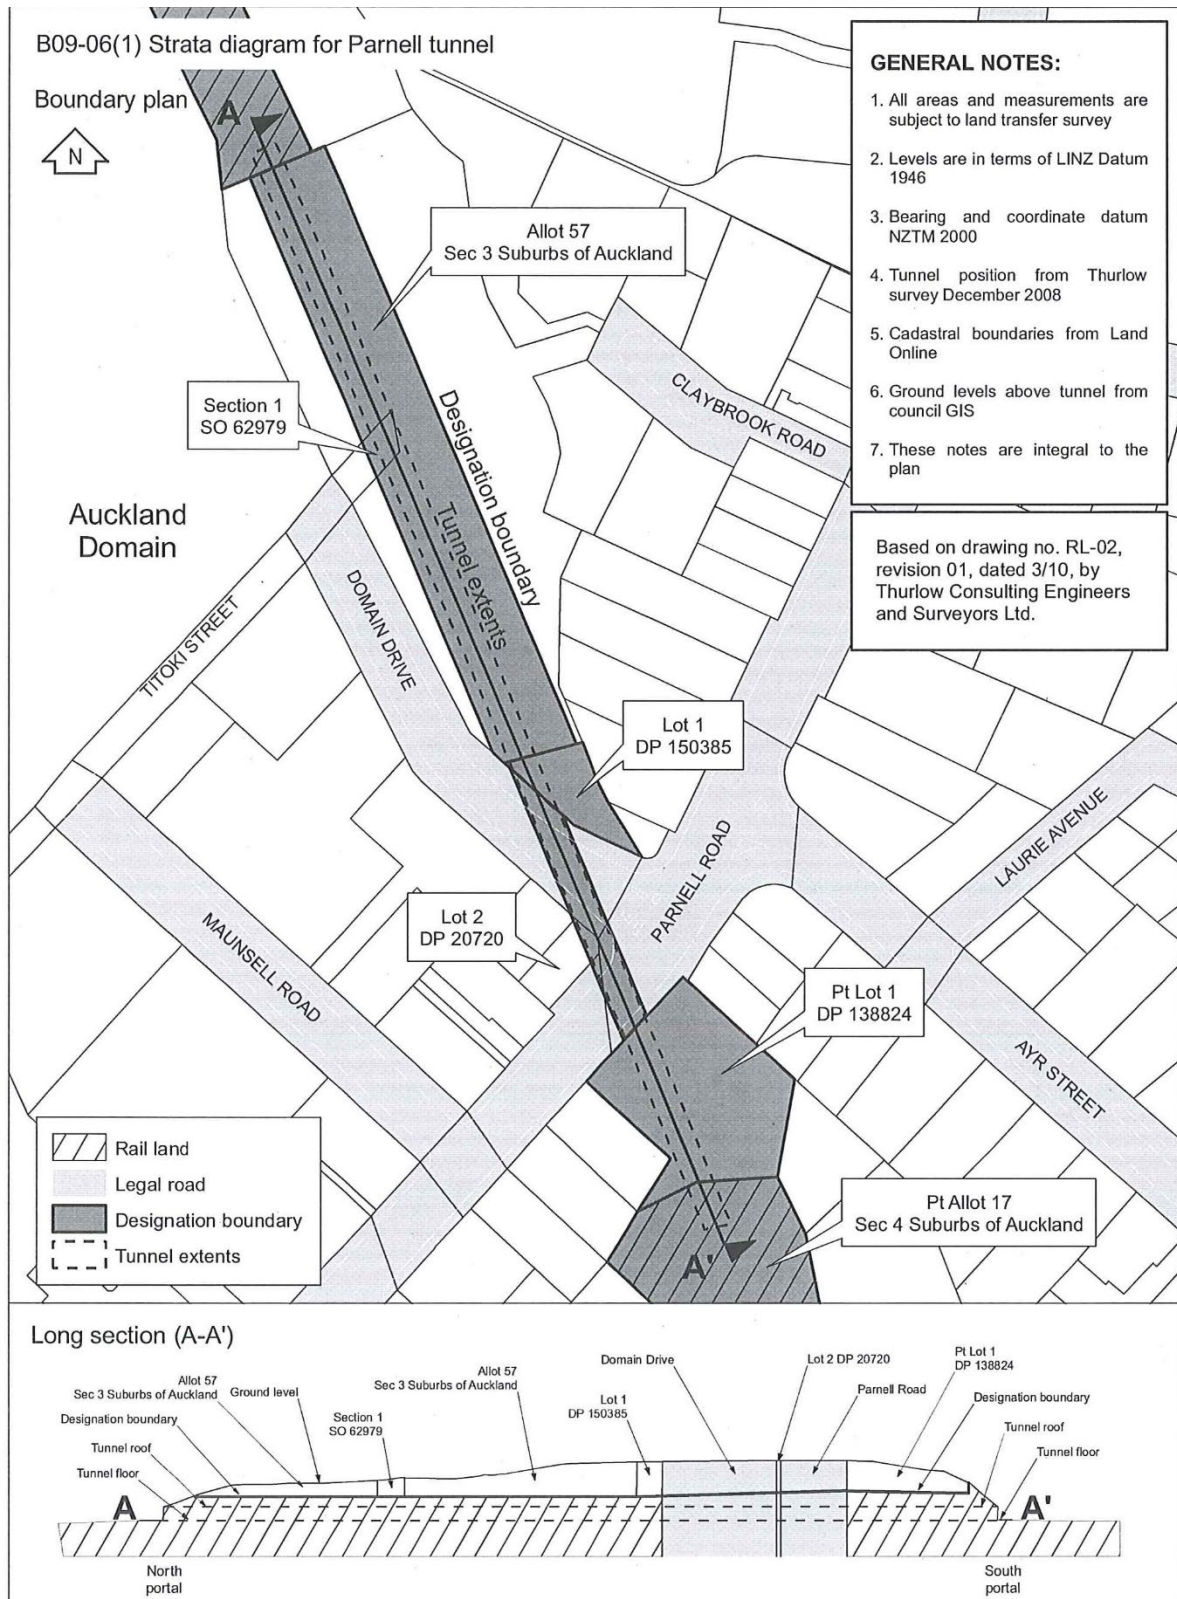 B09-06(1) Strata diagram for Parnell tunnel
Boundary plan
N
A
GENERAL NOTES:
1. All areas and measurements are
subject to land transfer survey
2. Levels are in terms of LINZ Datum
1946
3. Bearing and coordinate datum
NZTM 2000
4. Tunnel position from Thurlow
survey December 2008
5. Cadastral boundaries from Land
Online
6. Ground levels above tunnel from
council GIS
7. These notes are integral to the
plan
Based on drawing no. RL-02,
revision 01, dated 3/10, by
Thurlow Consulting Engineers
and Surveyors Ltd.
Allot 57
Sec 3 Suburbs of Auckland
Section 1
SO 62979
CLAYBROOK ROAD
Designation boundary
Tunnel extents
Auckland
Domain
DOMAIN DRIVE
TITOKI STREET
Lot 1
DP 150385
LAURIE AVENUE
PARNELL ROAD
Lot 2
DP 20720
MAUNSELL ROAD
Pt Lot 1
DP 138824
AYR STREET
Pt Allot 17
Sec 4 Suburbs of Auckland
A'
Rail land
Legal road
Designation boundary
Tunnel extents
Long section (A-A')
Allot 57
Sec 3 Suburbs of Auckland
Ground level
Designation boundary
Tunnel roof
Tunnel floor
Section 1
SO 62979
Allot 57
Sec 3 Suburbs of Auckland
Lot 1
DP 150385
Domain Drive
Lot 2 DP 20720
Parnell Road
Pt Lot 1
DP 138824
Designation boundary
Tunnel roof
Tunnel floor
A
A'
North
portal
South
portal